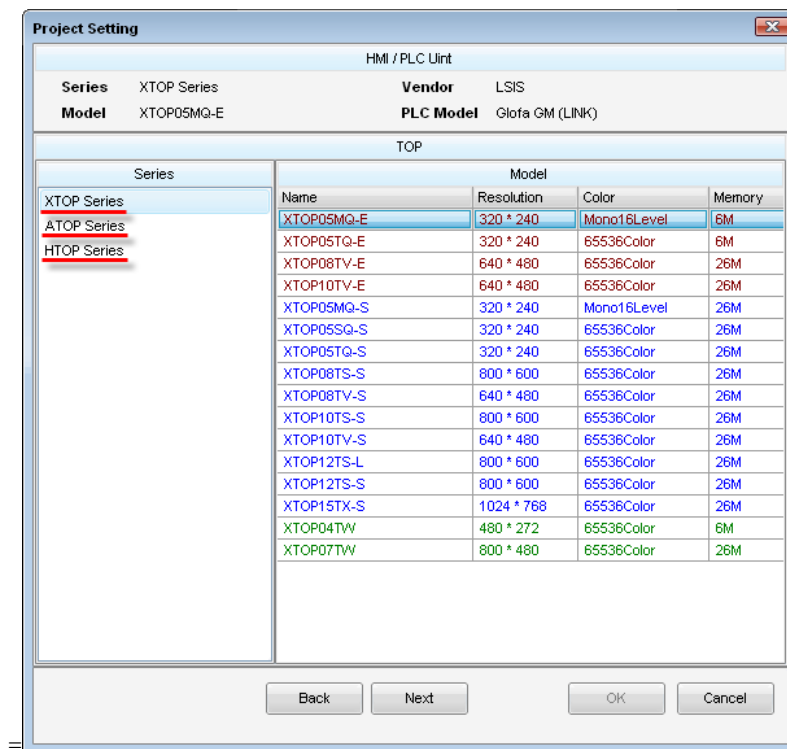 Project Setting
HMI / PLC Uint
Series XTOP Series Vendor LSIS
Model XTOP05MQ-E PLC Model Glofa GM (LINK)
TOP
Series Model
XTOP Series
ATOP Series
HTOP Series
Name Resolution Color Memory
XTOP05MQ-E 320 * 240 Mono16Level 6M
XTOP05TQ-E 320 * 240 65536Color 6M
XTOP08TV-E 640 * 480 65536Color 26M
XTOP10TV-E 640 * 480 65536Color 26M
XTOP05MQ-S 320 * 240 Mono16Level 26M
XTOP05SQ-S 320 * 240 65536Color 26M
XTOP05TQ-S 320 * 240 65536Color 26M
XTOP08TS-S 800 * 600 65536Color 26M
XTOP08TV-S 640 * 480 65536Color 26M
XTOP10TS-S 800 * 600 65536Color 26M
XTOP10TV-S 640 * 480 65536Color 26M
XTOP12TS-L 800 * 600 65536Color 26M
XTOP12TS-S 800 * 600 65536Color 26M
XTOP15TX-S 1024 * 768 65536Color 26M
XTOP04TW 480 * 272 65536Color 6M
XTOP07TW 800 * 480 65536Color 26M
Back Next OK Cancel
=